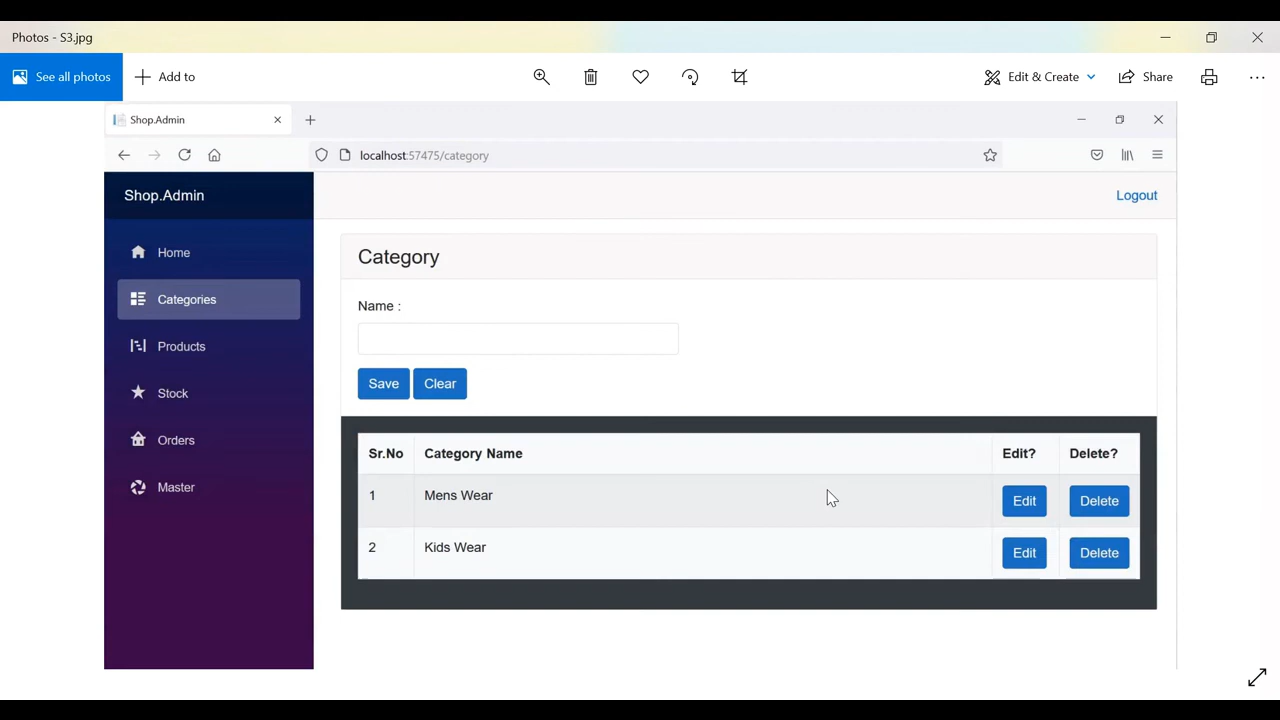 Photos - S3.jpg
See all photos
Add to
Edit & Create
Share
Shop.Admin
localhost:57475/category
Shop.Admin
Logout
Home
Categories
Products
Stock
Orders
Master
Category
Name :
Save Clear
Sr.No Category Name Edit? Delete?
1 Mens Wear Edit Delete
2 Kids Wear Edit Delete